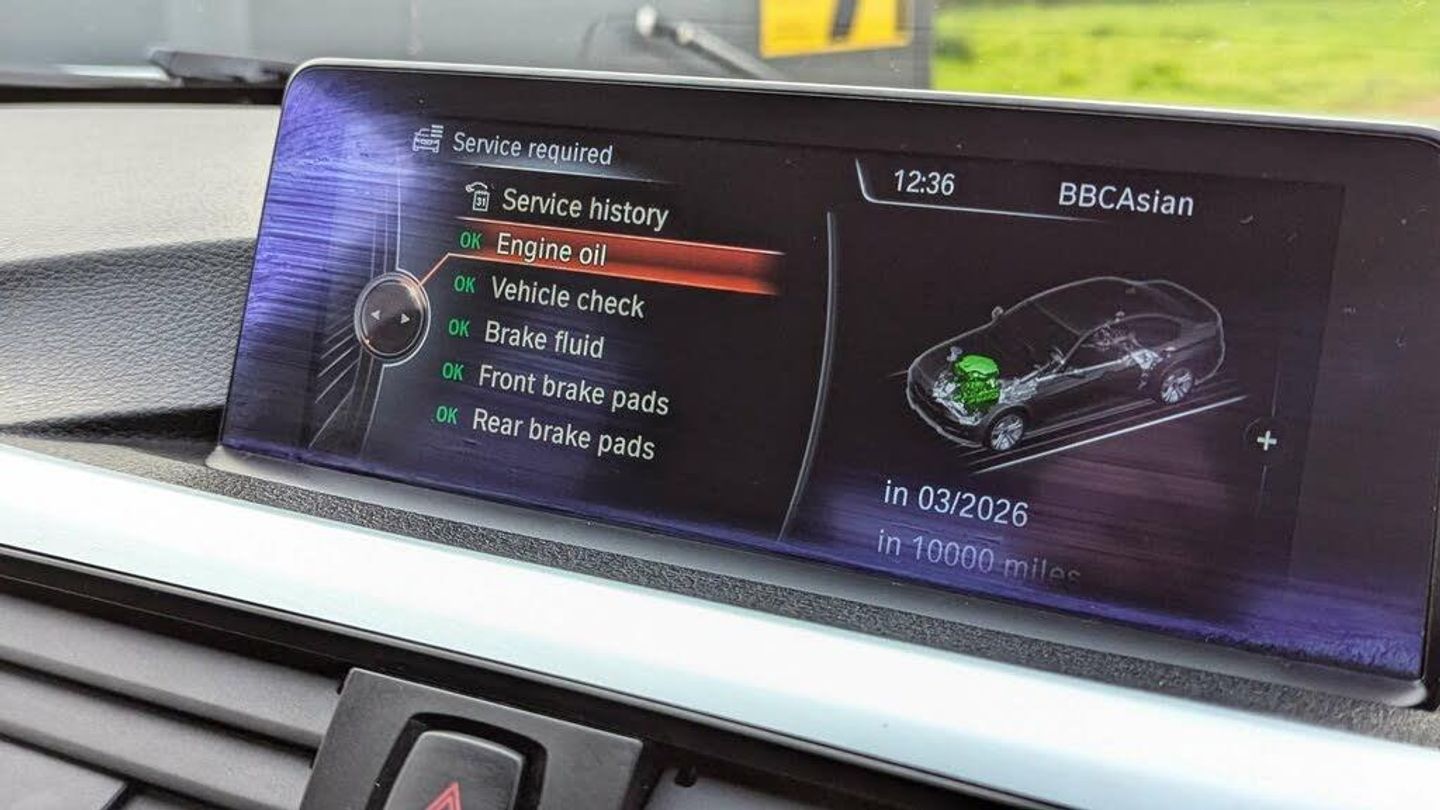 Service required
12:36
BBCAsian
31
Service history
OK Engine oil
OK Vehicle check
OK Brake fluid
OK Front brake pads
OK Rear brake pads
in 03/2026
in 10000 miles